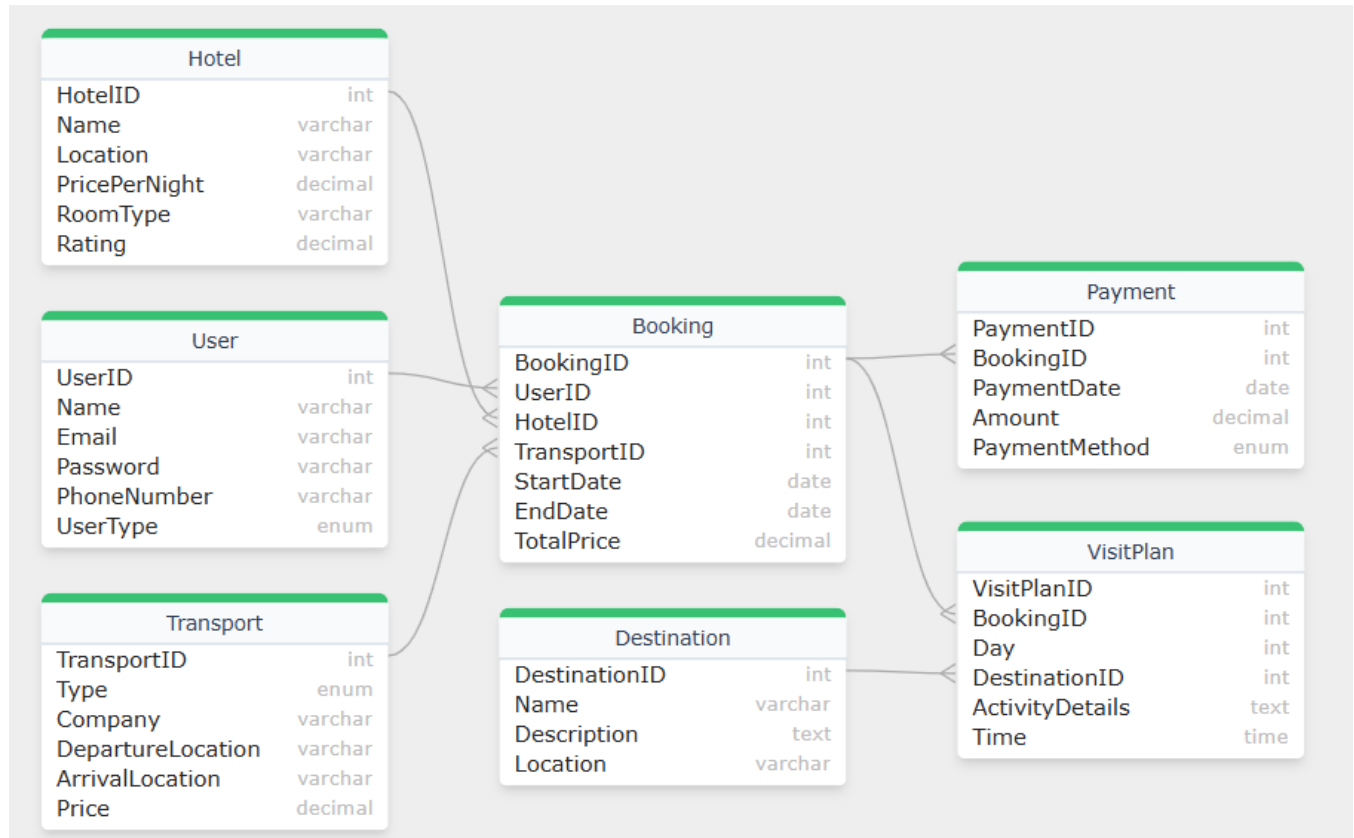 Hotel
HotelID int
Name varchar
Location varchar
PricePerNight decimal
RoomType varchar
Rating decimal
User
UserID int
Name varchar
Email varchar
Password varchar
PhoneNumber varchar
UserType enum
Transport
TransportID int
Type enum
Company varchar
DepartureLocation varchar
ArrivalLocation varchar
Price decimal
Booking
BookingID int
UserID int
HotelID int
TransportID int
StartDate date
EndDate date
TotalPrice decimal
Destination
DestinationID int
Name varchar
Description text
Location varchar
Payment
PaymentID int
BookingID int
PaymentDate date
Amount decimal
PaymentMethod enum
VisitPlan
VisitPlanID int
BookingID int
Day int
DestinationID int
ActivityDetails text
Time time